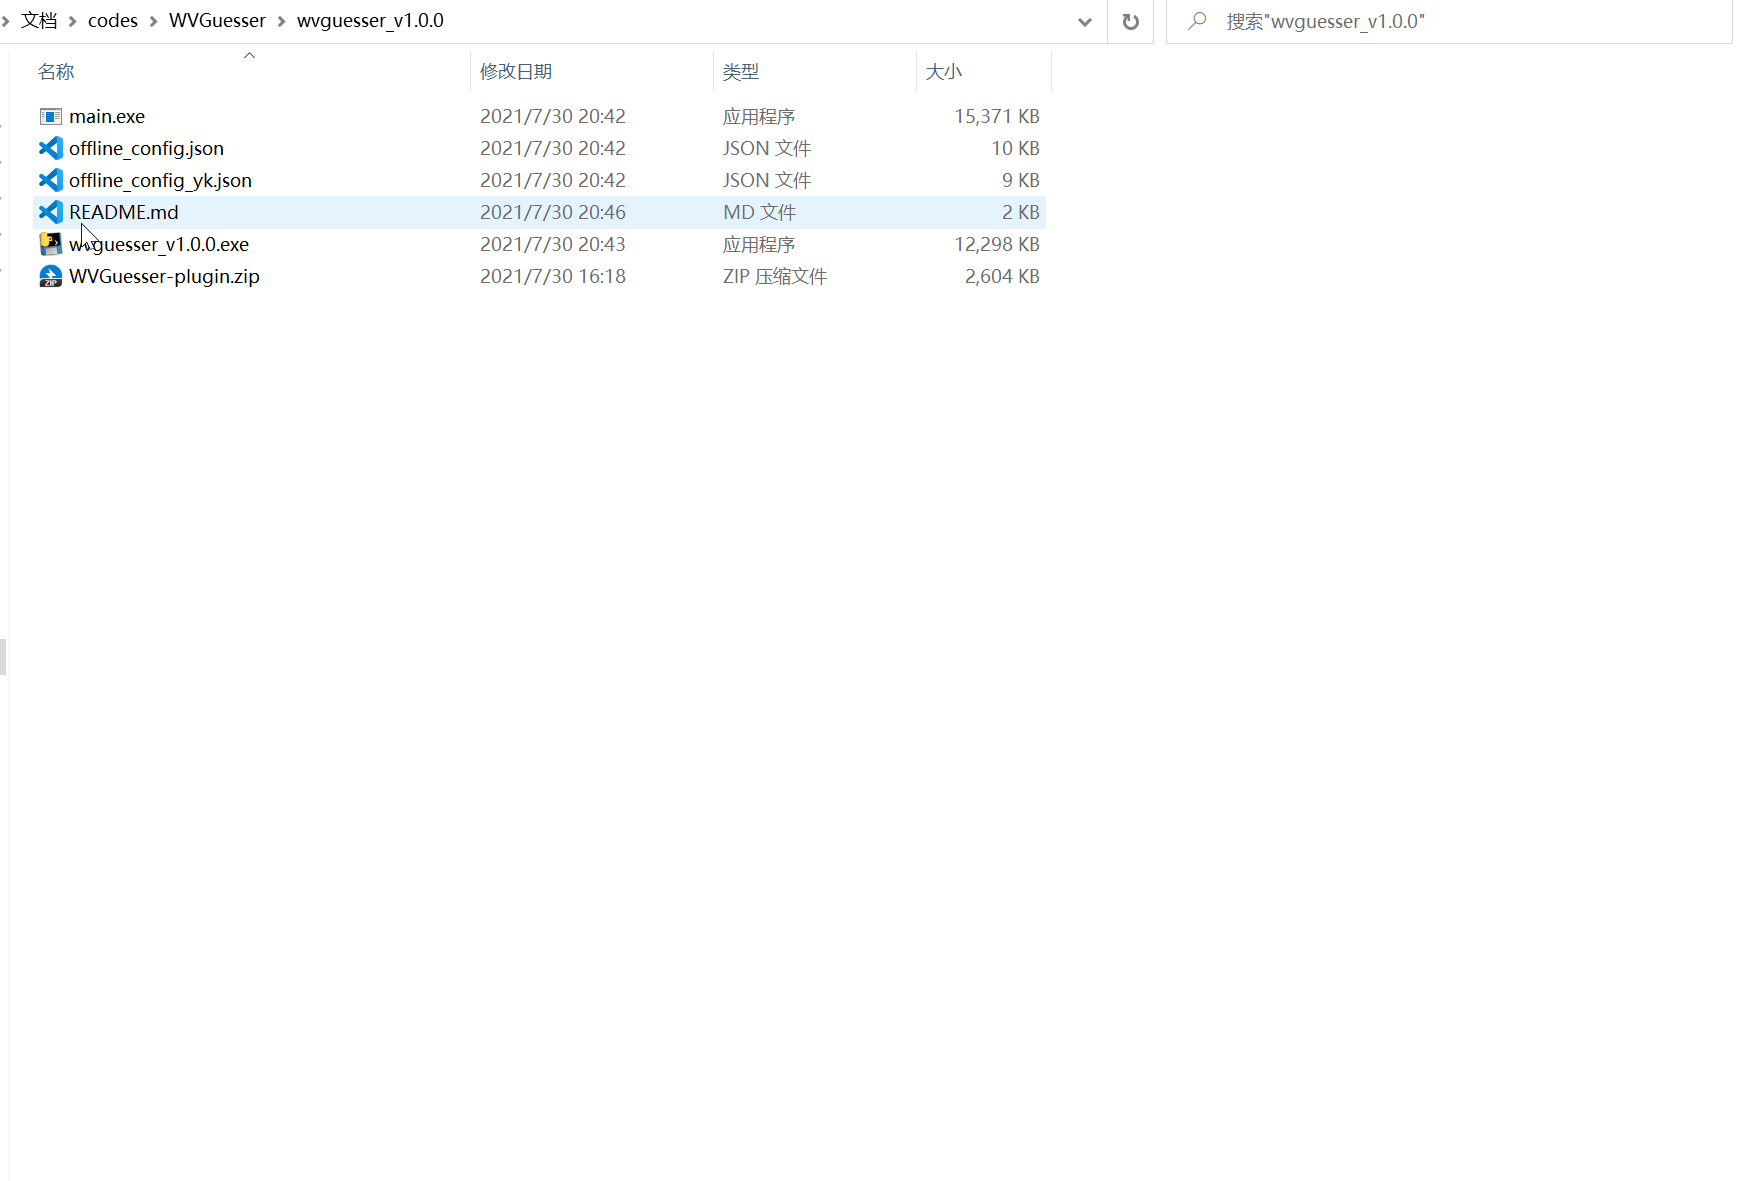 文档 codes WVGuesser wvguesser_v1.0.0 搜索"wvguesser_v1.0.0"
名称 修改日期 类型 大小
main.exe 2021/7/30 20:42 应用程序 15,371 KB
offline_config.json 2021/7/30 20:42 JSON 文件 10 KB
offline_config_yk.json 2021/7/30 20:42 JSON 文件 9 KB
README.md 2021/7/30 20:46 MD 文件 2 KB
wvguesser_v1.0.0.exe 2021/7/30 20:43 应用程序 12,298 KB
ZIP WVGuesser-plugin.zip 2021/7/30 16:18 ZIP 压缩文件 2,604 KB